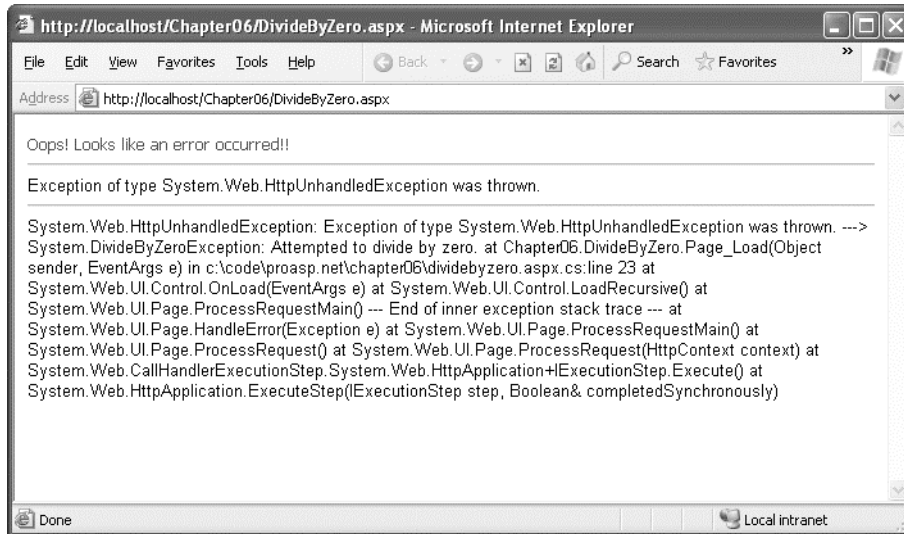 http://localhost/Chapter06/DivideByZero.aspx - Microsoft Internet Explorer
File Edit View Favorites Tools Help Back Search Favorites »
Address http://localhost/Chapter06/DivideByZero.aspx
Oops! Looks like an error occurred!!
Exception of type System.Web.HttpUnhandledException was thrown.
System.Web.HttpUnhandledException: Exception of type System.Web.HttpUnhandledException was thrown. --->
System.DivideByZeroException: Attempted to divide by zero. at Chapter06.DivideByZero.Page_Load(Object
sender, EventArgs e) in c:\code\proasp.net\chapter06\dividebyzero.aspx.cs:line 23 at
System.Web.UI.Control.OnLoad(EventArgs e) at System.Web.UI.Control.LoadRecursive() at
System.Web.UI.Page.ProcessRequestMain() --- End of inner exception stack trace --- at
System.Web.UI.Page.HandleError(Exception e) at System.Web.UI.Page.ProcessRequestMain() at
System.Web.UI.Page.ProcessRequest() at System.Web.UI.Page.ProcessRequest(HttpContext context) at
System.Web.CallHandlerExecutionStep.System.Web.HttpApplication+IExecutionStep.Execute() at
System.Web.HttpApplication.ExecuteStep(IExecutionStep step, Boolean& completedSynchronously)
Done Local intranet